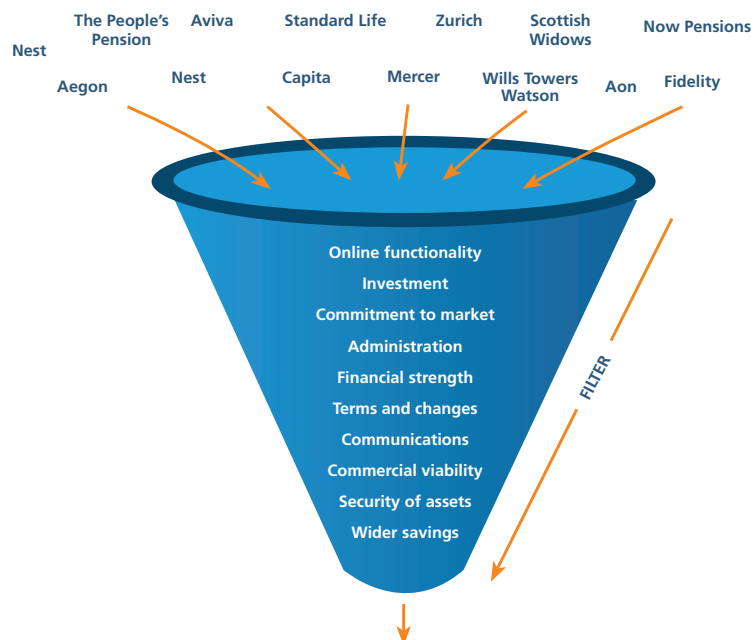 The People's
Pension
Aviva
Standard Life
Zurich
Scottish
Widows
Now Pensions
Nest
Aegon
Nest
Capita
Mercer
Wills Towers
Watson
Aon
Fidelity
Online functionality
Investment
Commitment to market
Administration
Financial strength
Terms and changes
Communications
Commercial viability
Security of assets
Wider savings
FILTER